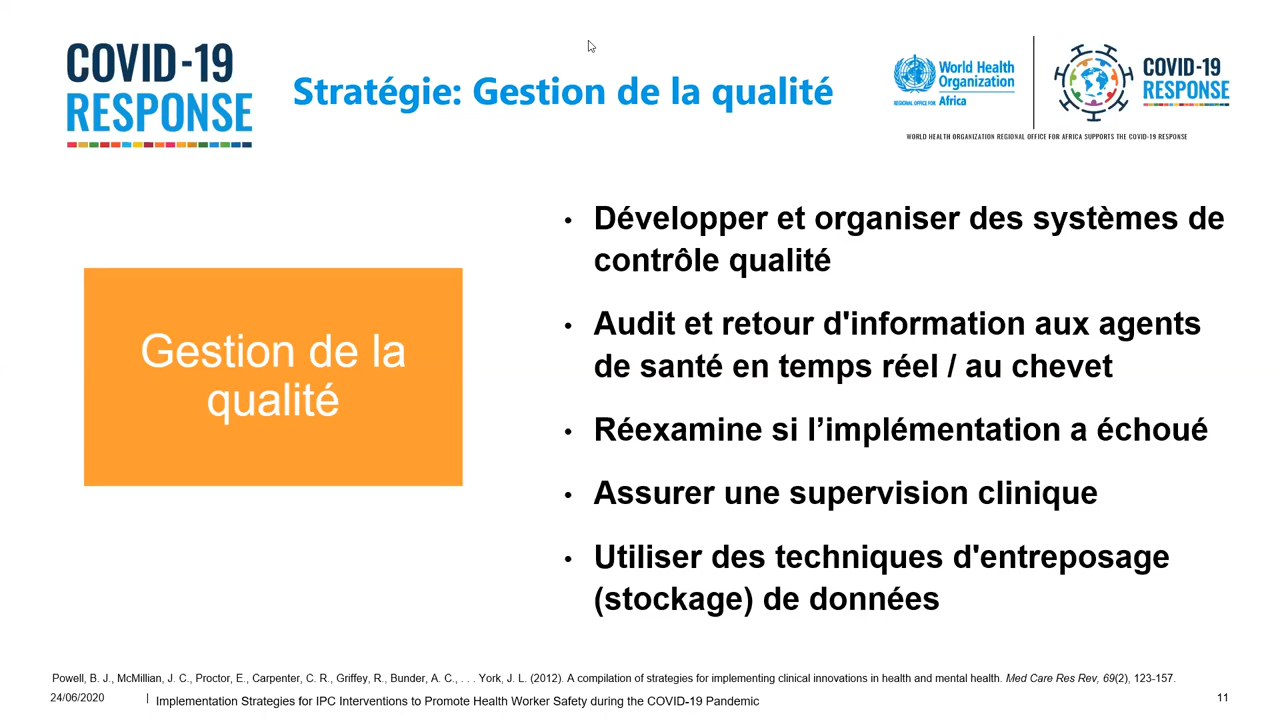 COVID-19
RESPONSE
Stratégie: Gestion de la qualité
World Health
Organization
REGIONAL OFFICE FOR Africa
COVID-19
RESPONSE
WORLD HEALTH ORGANIZATION REGIONAL OFFICE FOR AFRICA SUPPORTS THE COVID-19 RESPONSE
Gestion de la
qualité
• Développer et organiser des systèmes de
contrôle qualité
• Audit et retour d'information aux agents
de santé en temps réel / au chevet
• Réexamine si l’implémentation a échoué
• Assurer une supervision clinique
• Utiliser des techniques d'entreposage
(stockage) de données
Powell, B. J., McMillian, J. C., Proctor, E., Carpenter, C. R., Griffey, R., Bunder, A. C., . . . York, J. L. (2012). A compilation of strategies for implementing clinical innovations in health and mental health. Med Care Res Rev, 69(2), 123-157.
24/06/2020 | Implementation Strategies for IPC Interventions to Promote Health Worker Safety during the COVID-19 Pandemic 11